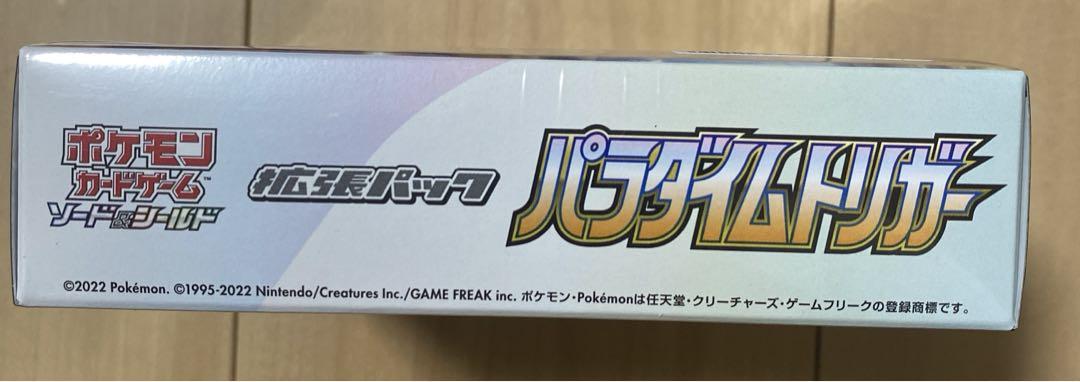 ポケモン
カードゲーム™
ソード&シールド
拡張パック
パラダイムトリガー
©2022 Pokémon. ©1995-2022 Nintendo/Creatures Inc./GAME FREAK inc. ポケモン・Pokémonは任天堂・クリーチャーズ・ゲームフリークの登録商標です。